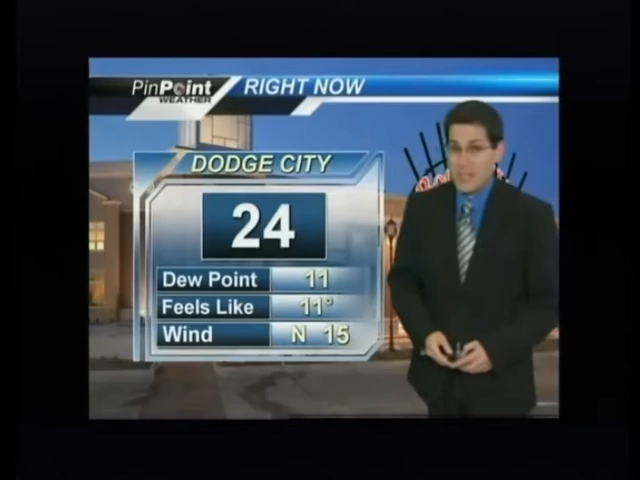 PinPoint
WEATHER
RIGHT NOW
DODGE CITY
24
Dew Point 11
Feels Like 11°
Wind N 15